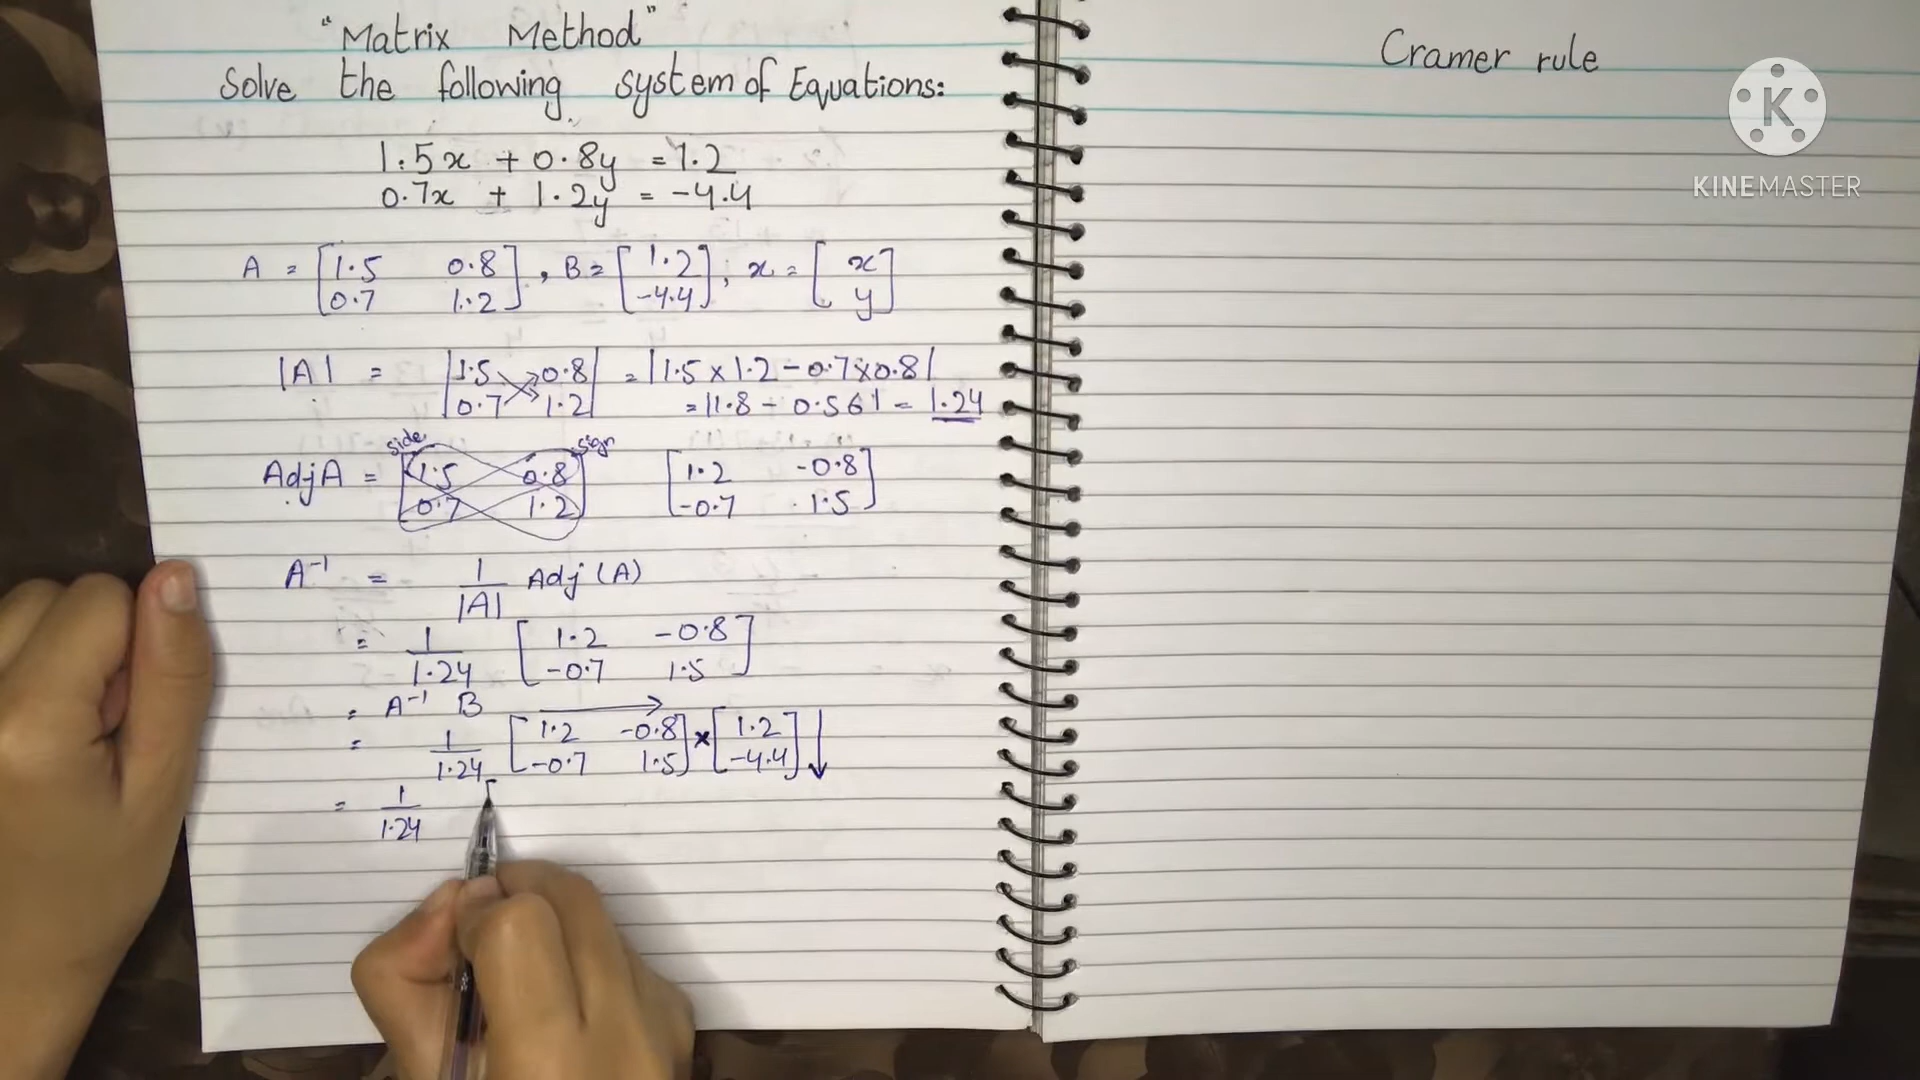 "Matrix Method"
Solve the following system of Equations:
1.5x + 0.8y = 1.2
0.7x + 1.2y = -4.4
A = [1.5 0.8], B = [1.2], x = [x]
[0.7 1.2] [-4.4] [y]
|A| = |1.5 0.8| = |1.5 × 1.2 - 0.7 × 0.8|
|0.7 1.2| = |1.8 - 0.56| = 1.24
side sign
AdjA = [1.5 0.8] [1.2 -0.8]
[0.7 1.2] [-0.7 1.5]
A⁻¹ = 1/|A| Adj (A)
= 1/1.24 [1.2 -0.8]
[-0.7 1.5]
= A⁻¹ B
= 1/1.24 [1.2 -0.8] × [1.2]
[-0.7 1.5] [-4.4]
= 1/1.24
Cramer rule
K
KINEMASTER